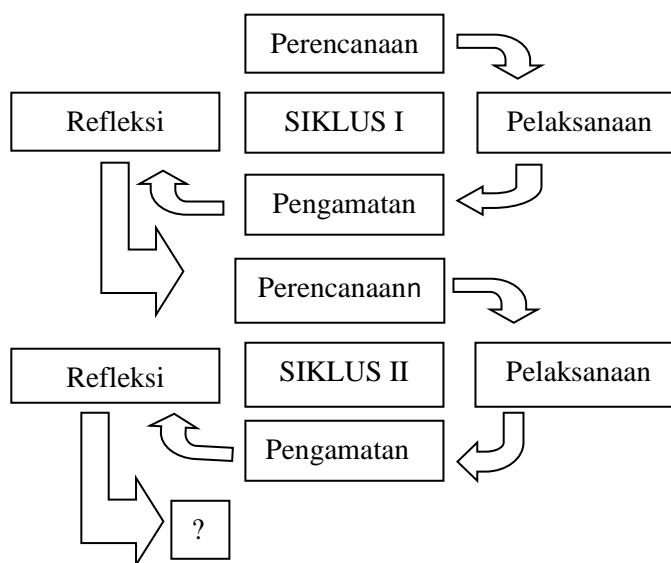 Perencanaan
Refleksi
SIKLUS I
Pelaksanaan
Pengamatan
Perencanaann
Refleksi
SIKLUS II
Pelaksanaan
Pengamatan
?